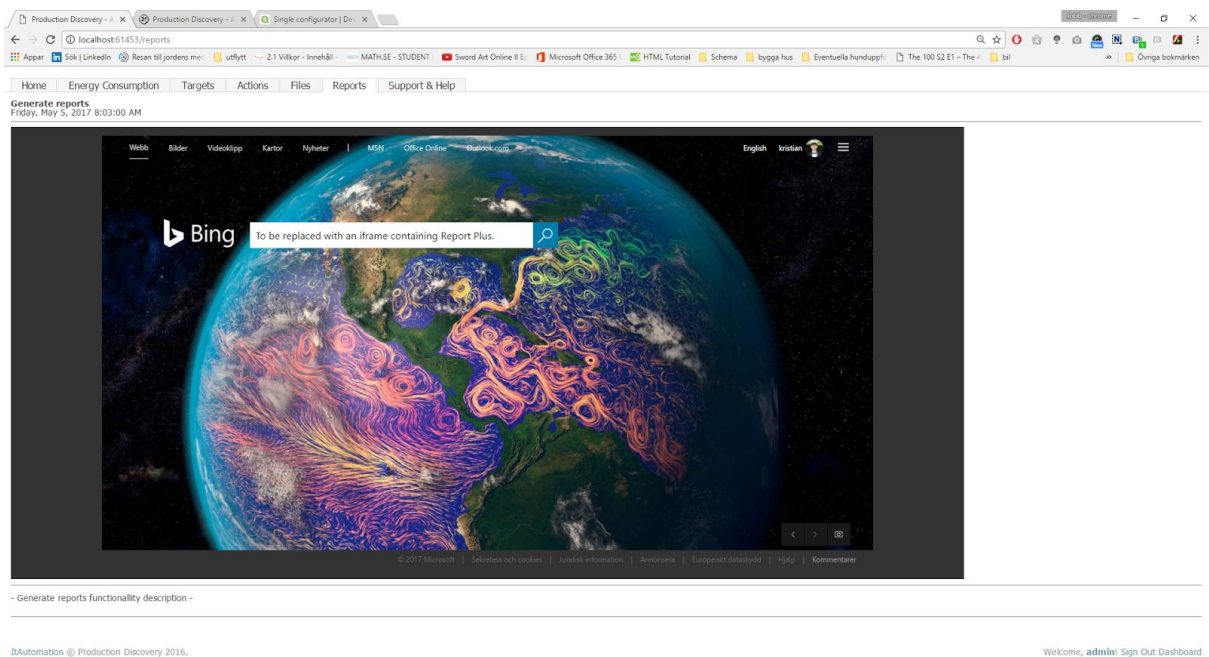 Production Discovery - A
Production Discovery - A
Single configurator | Dev
localhost:61453/reports
Appar
Sök | LinkedIn
Resan till jordens med
utflytt
2.1 Villkor - Innehåll -
MATH.SE - STUDENT
Sword Art Online II Ep
Microsoft Office 365
HTML Tutorial
Schema
bygga hus
Eventuella hunduppfö
The 100 S2 E1 – The 4
bil
»
Övriga bokmärken
Home Energy Consumption Targets Actions Files Reports Support & Help
Generate reports
Friday, May 5, 2017 8:03:00 AM
Webb Bilder Videoklipp Kartor Nyheter | MSN Office Online Outlook.com English kristian
Bing
To be replaced with an iframe containing Report Plus.
© 2017 Microsoft | Sekretess och cookies | Juridisk information | Annonsera | Europeiskt dataskydd | Hjälp | Kommentarer
- Generate reports functionallity description -
ItAutomation © Production Discovery 2016.
Welcome, admin! Sign Out Dashboard